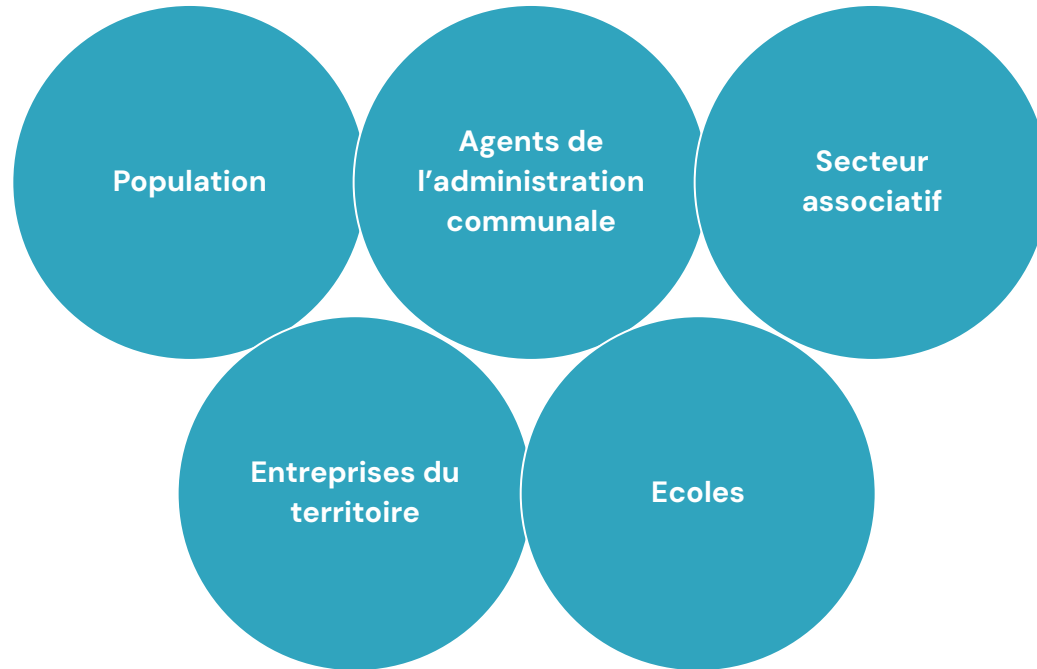 Population
Agents de
l’administration
communale
Secteur
associatif
Entreprises du
territoire
Ecoles